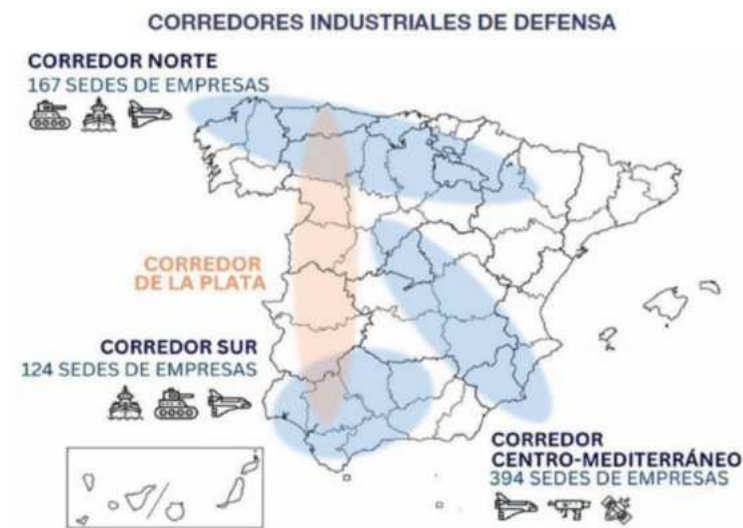 CORREDORES INDUSTRIALES DE DEFENSA
CORREDOR NORTE
167 SEDES DE EMPRESAS
CORREDOR
DE LA PLATA
CORREDOR SUR
124 SEDES DE EMPRESAS
CORREDOR
CENTRO-MEDITERRÁNEO
394 SEDES DE EMPRESAS